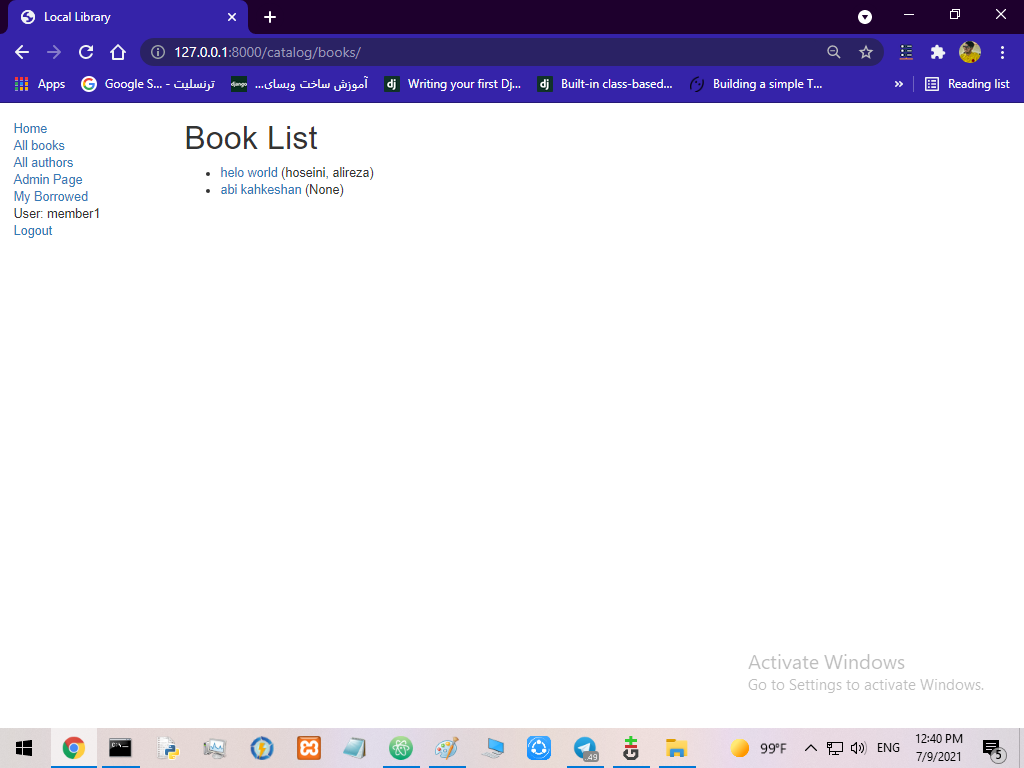 Local Library
127.0.0.1:8000/catalog/books/
Apps
Google S... - ترنسلیت
django
آموزش ساخت وبسای...
dj
Writing your first Dj...
dj
Built-in class-based...
Building a simple T...
»
Reading list
Home
All books
All authors
Admin Page
My Borrowed
User: member1
Logout
Book List
• helo world (hoseini, alireza)
• abi kahkeshan (None)
Activate Windows
Go to Settings to activate Windows.
99°F
ENG
12:40 PM
7/9/2021
5